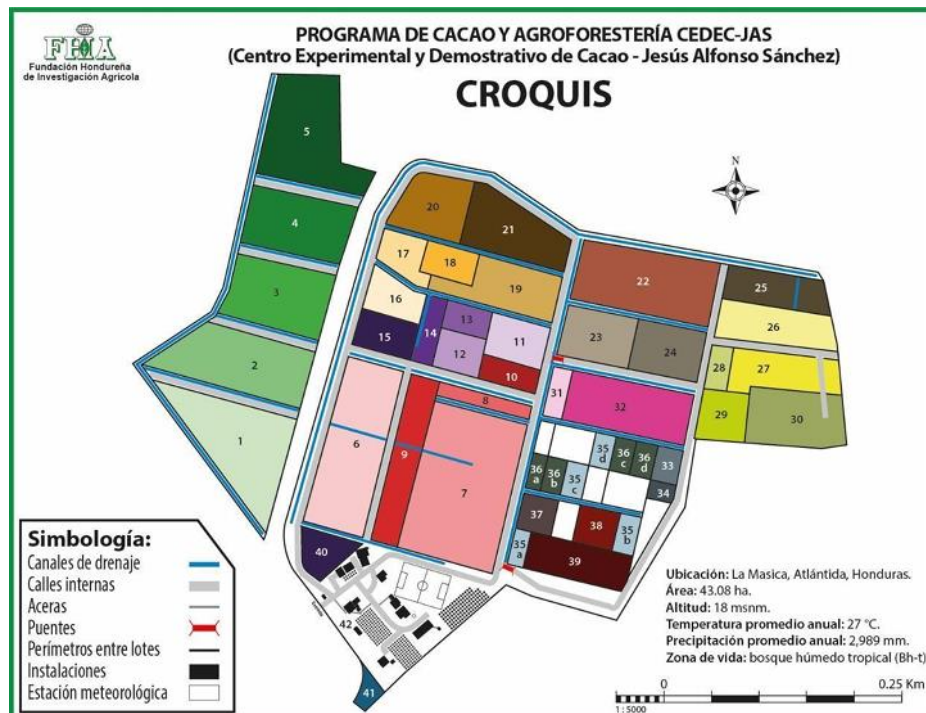 FHIA
Fundación Hondureña
de Investigación Agrícola
PROGRAMA DE CACAO Y AGROFORESTERÍA CEDEC-JAS
(Centro Experimental y Demostrativo de Cacao - Jesús Alfonso Sánchez)
CROQUIS
N
5
4
3
2
1
20
21
17
18
19
16
15
14
13
12
11
10
6
9
8
7
22
23
24
25
26
27
28
29
30
31
32
35
d
36
c
36
d
33
36
a
36
b
35
c
34
37
38
35
b
35
a
39
40
42
41
Simbología:
Canales de drenaje
Calles internas
Aceras
Puentes
Perímetros entre lotes
Instalaciones
Estación meteorológica
Ubicación: La Masica, Atlántida, Honduras.
Área: 43.08 ha.
Altitud: 18 msnm.
Temperatura promedio anual: 27 °C.
Precipitación promedio anual: 2,989 mm.
Zona de vida: bosque húmedo tropical (Bh-t)
0 0.25 Km
1 : 5000